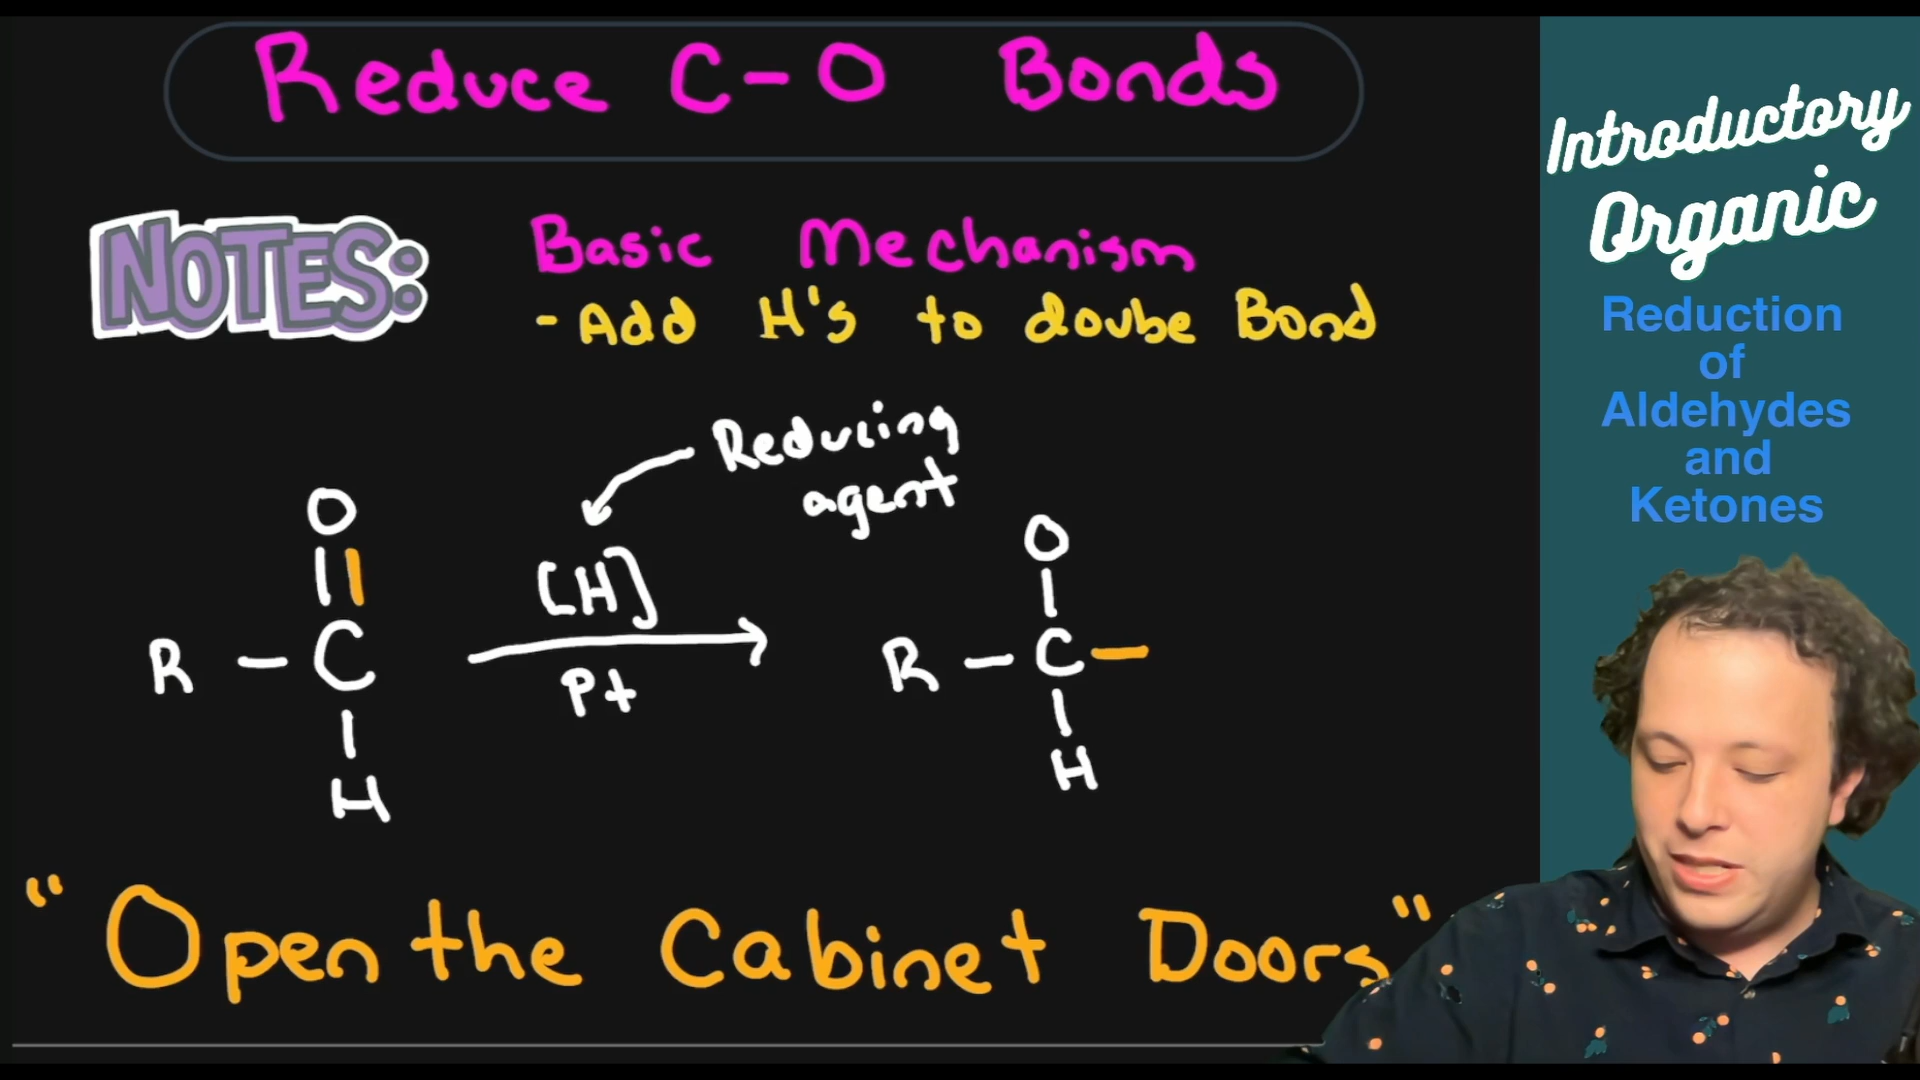 Reduce C-O Bonds
NOTES:
Basic Mechanism
- Add H's to doube Bond
Reducing
agent
O
[H]
R - C
Pt
H
O
R - C -
H
"Open the Cabinet Doors"
Introductory
Organic
Reduction
of
Aldehydes
and
Ketones